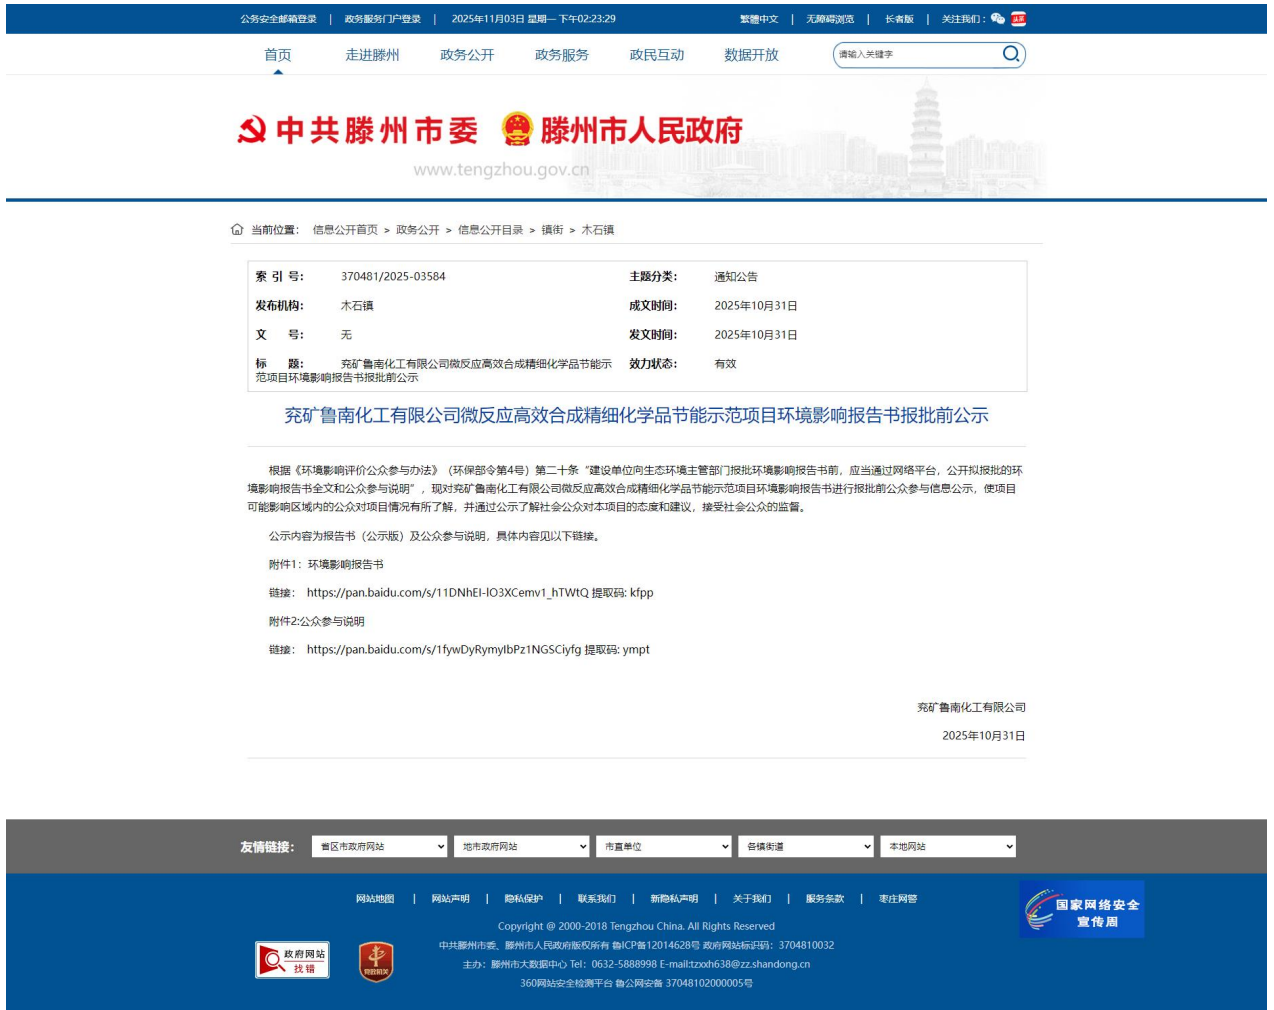 公务安全邮箱登录 | 政务服务门户登录 | 2025年11月03日 星期一 下午02:23:29 繁體中文 | 无障碍浏览 | 长者版 | 关注我们：
首页 走进滕州 政务公开 政务服务 政民互动 数据开放 请输入关键字
中共滕州市委 滕州市人民政府
www.tengzhou.gov.cn
当前位置： 信息公开首页 > 政务公开 > 信息公开目录 > 镇街 > 木石镇
索 引 号： 370481/2025-03584 主题分类： 通知公告
发布机构： 木石镇 成文时间： 2025年10月31日
文 号： 无 发文时间： 2025年10月31日
标 题： 兖矿鲁南化工有限公司微反应高效合成精细化学品节能示 效力状态： 有效
范项目环境影响报告书报批前公示
兖矿鲁南化工有限公司微反应高效合成精细化学品节能示范项目环境影响报告书报批前公示
根据《环境影响评价公众参与办法》（环保部令第4号）第二十条“建设单位向生态环境主管部门报批环境影响报告书前，应当通过网络平台，公开拟报批的环
境影响报告书全文和公众参与说明”，现对兖矿鲁南化工有限公司微反应高效合成精细化学品节能示范项目环境影响报告书进行报批前公众参与信息公示，使项目
可能影响区域内的公众对项目情况有所了解，并通过公示了解社会公众对本项目的态度和建议，接受社会公众的监督。
公示内容为报告书（公示版）及公众参与说明，具体内容见以下链接。
附件1：环境影响报告书
链接： https://pan.baidu.com/s/11DNhEI-lO3XCemv1_hTWtQ 提取码: kfpp
附件2:公众参与说明
链接： https://pan.baidu.com/s/1fywDyRymylbPz1NGSCiyfg 提取码: ympt
兖矿鲁南化工有限公司
2025年10月31日
友情链接： 省区市政府网站 地市政府网站 市直单位 各镇街道 本地网站
网站地图 | 网站声明 | 隐私保护 | 联系我们 | 新隐私声明 | 关于我们 | 服务条款 | 枣庄网警
Copyright @ 2000-2018 Tengzhou China. All Rights Reserved
中共滕州市委、滕州市人民政府版权所有 鲁ICP备12014628号 政府网站标识码：3704810032
主办：滕州市大数据中心 Tel：0632-5888998 E-mail:tzxxh638@zz.shandong.cn
360网站安全检测平台 鲁公网安备 37048102000005号
政府网站
找错
党政机关
国家网络安全
宣传周